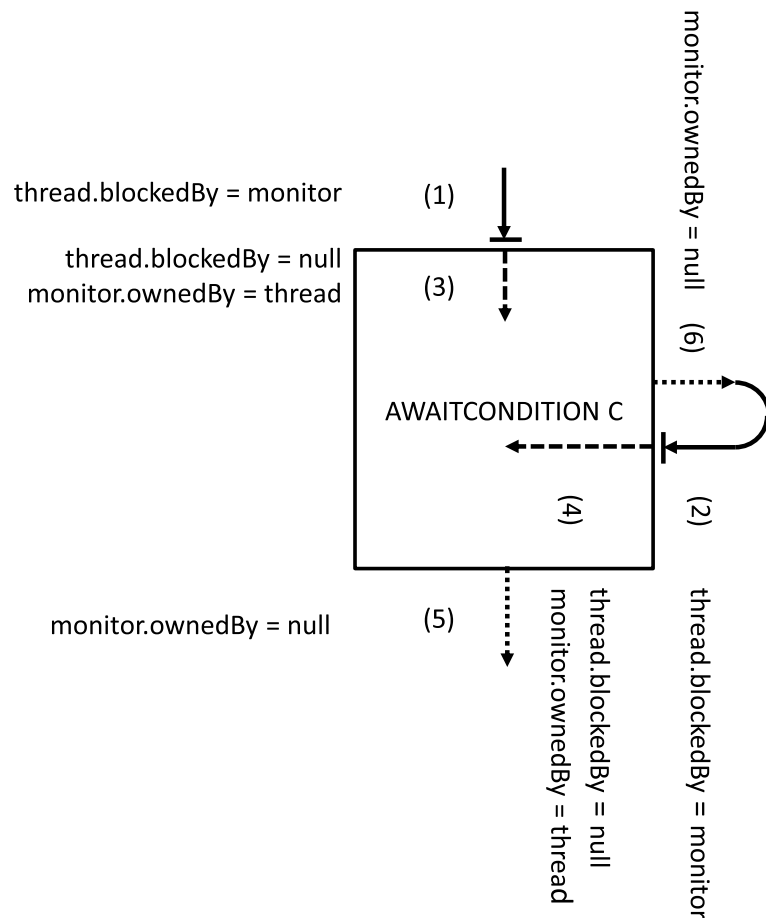 monitor.ownedBy = null
thread.blockedBy = monitor
(1)
thread.blockedBy = null
monitor.ownedBy = thread
(3)
(6)
AWAITCONDITION C
(4)
(2)
monitor.ownedBy = null
(5)
thread.blockedBy = null
monitor.ownedBy = thread
thread.blockedBy = monitor